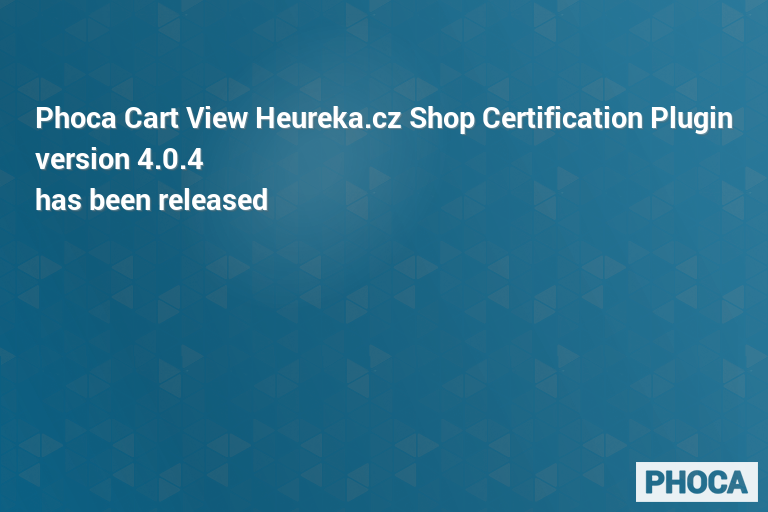 Phoca Cart View Heureka.cz Shop Certification Plugin
version 4.0.4
has been released
PHOCA